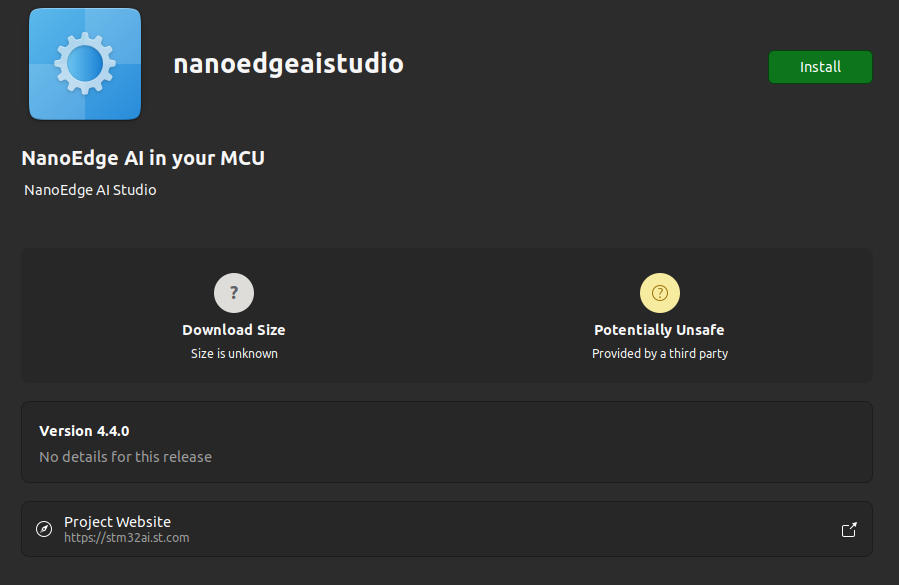 nanoedgeaistudio
Install
NanoEdge AI in your MCU
NanoEdge AI Studio
?
?
Download Size
Potentially Unsafe
Size is unknown
Provided by a third party
Version 4.4.0
No details for this release
Project Website
https://stm32ai.st.com